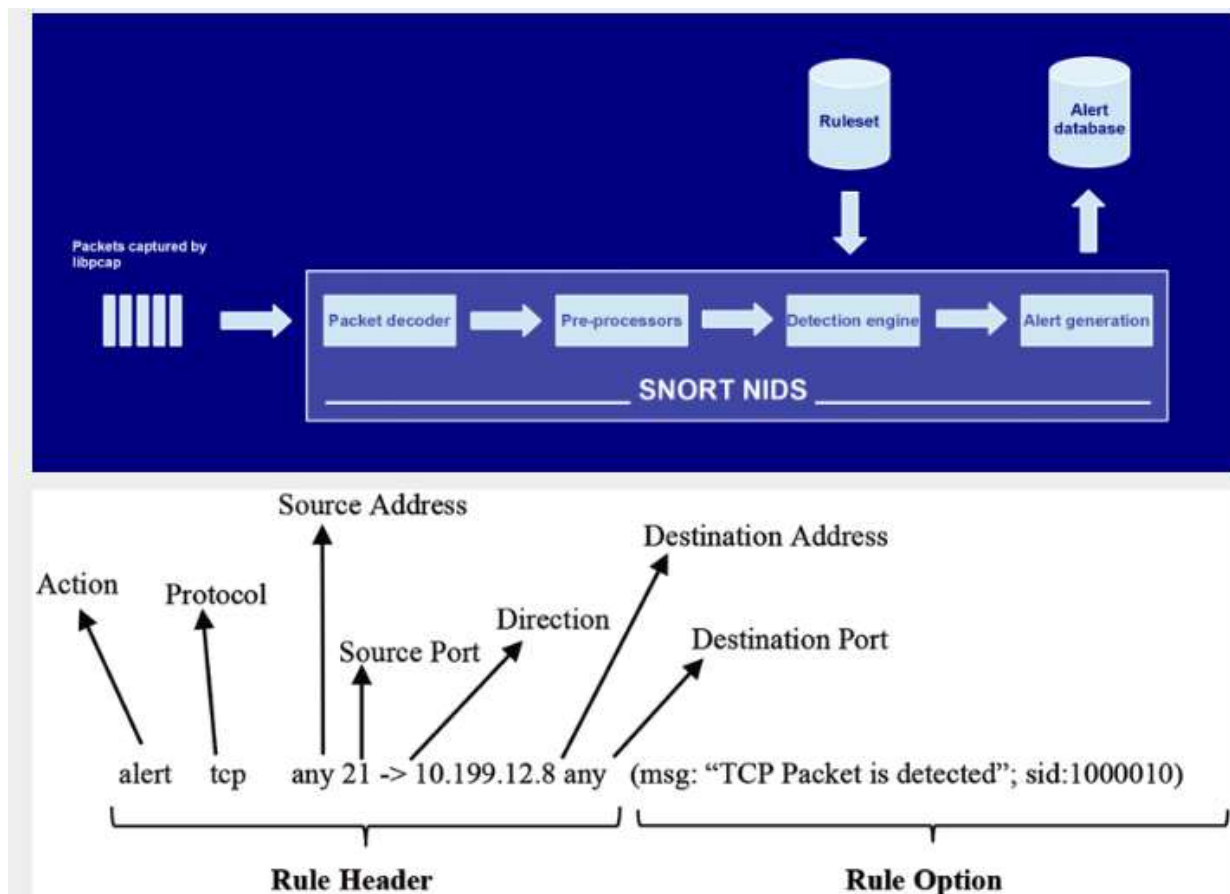 Ruleset
Alert
database
Packets captured by
libpcap
Packet decoder
Pre-processors
Detection engine
Alert generation
SNORT NIDS
Source Address
Destination Address
Action
Protocol
Direction
Source Port
Destination Port
alert tcp any 21 -> 10.199.12.8 any (msg: “TCP Packet is detected”; sid:1000010)
Rule Header
Rule Option